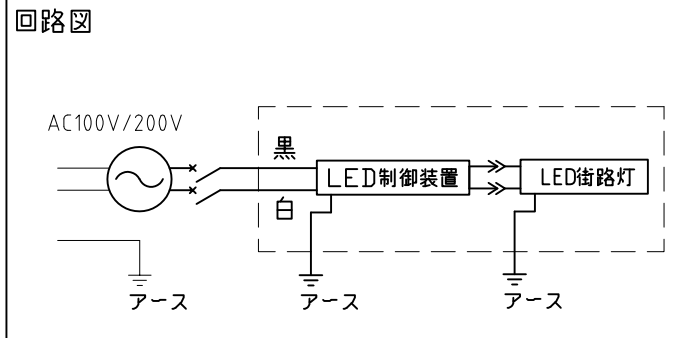 回路図
AC100V/200V
黒
LED制御装置
LED街路灯
白
アース
アース
アース